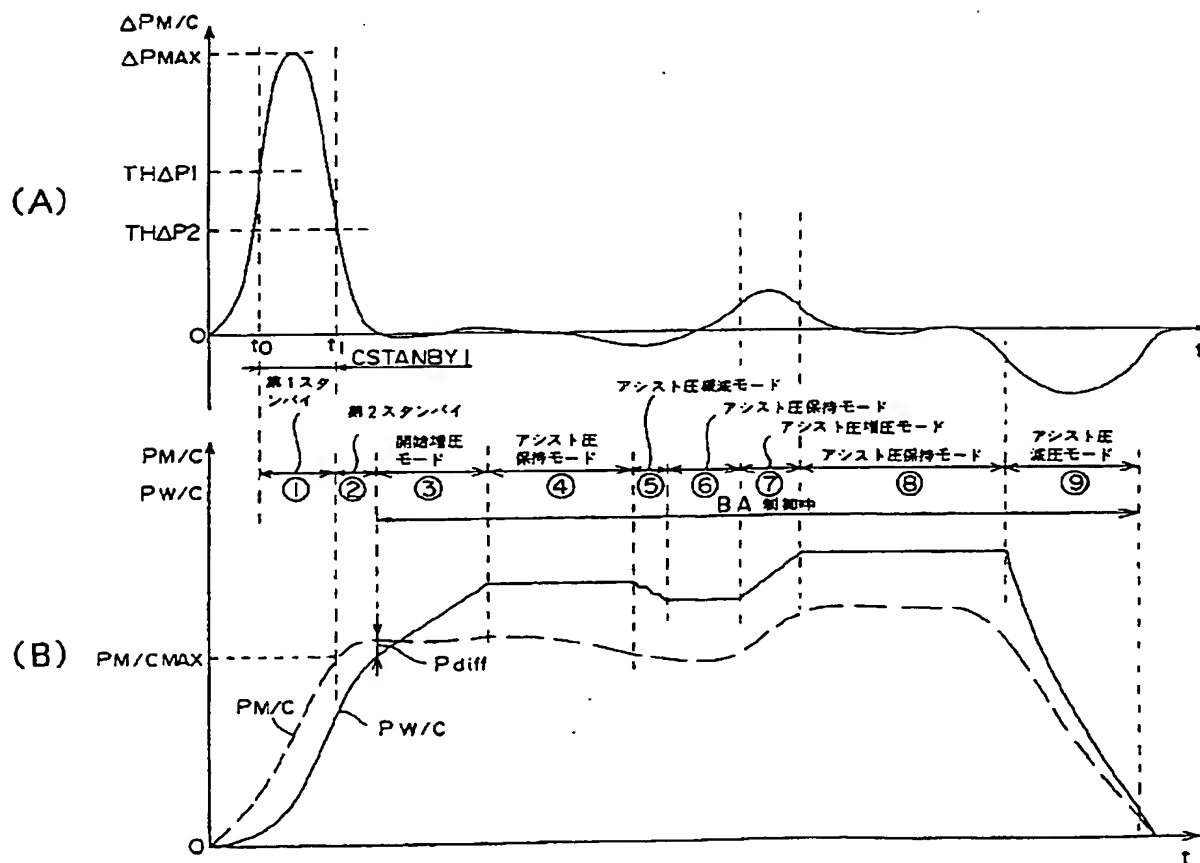 ΔPM/C
ΔPMAX
THΔP1
(A)
THΔP2
O
t0
t1
CSTANBY1
t
第1スタ
ンバイ
第2スタンバイ
開始増圧
モード
アシスト圧
保持モード
アシスト圧緩減モード
アシスト圧保持モード
アシスト圧増圧モード
アシスト圧保持モード
アシスト圧
減圧モード
PM/C
PW/C
① ② ③ ④ ⑤ ⑥ ⑦ ⑧ ⑨
BA 制御中
(B)
PM/CMAX
Pdiff
PM/C
PW/C
O
t